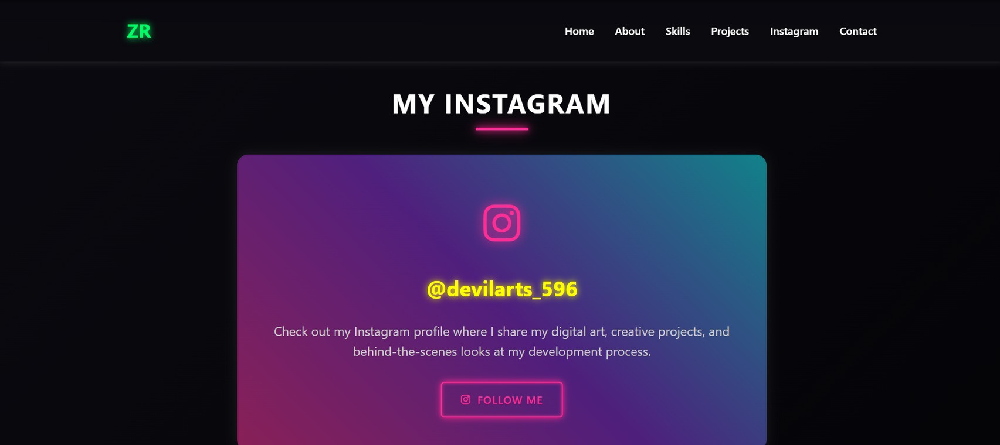 ZR
Home About Skills Projects Instagram Contact
MY INSTAGRAM
@devilarts_596
Check out my Instagram profile where I share my digital art, creative projects, and
behind-the-scenes looks at my development process.
FOLLOW ME